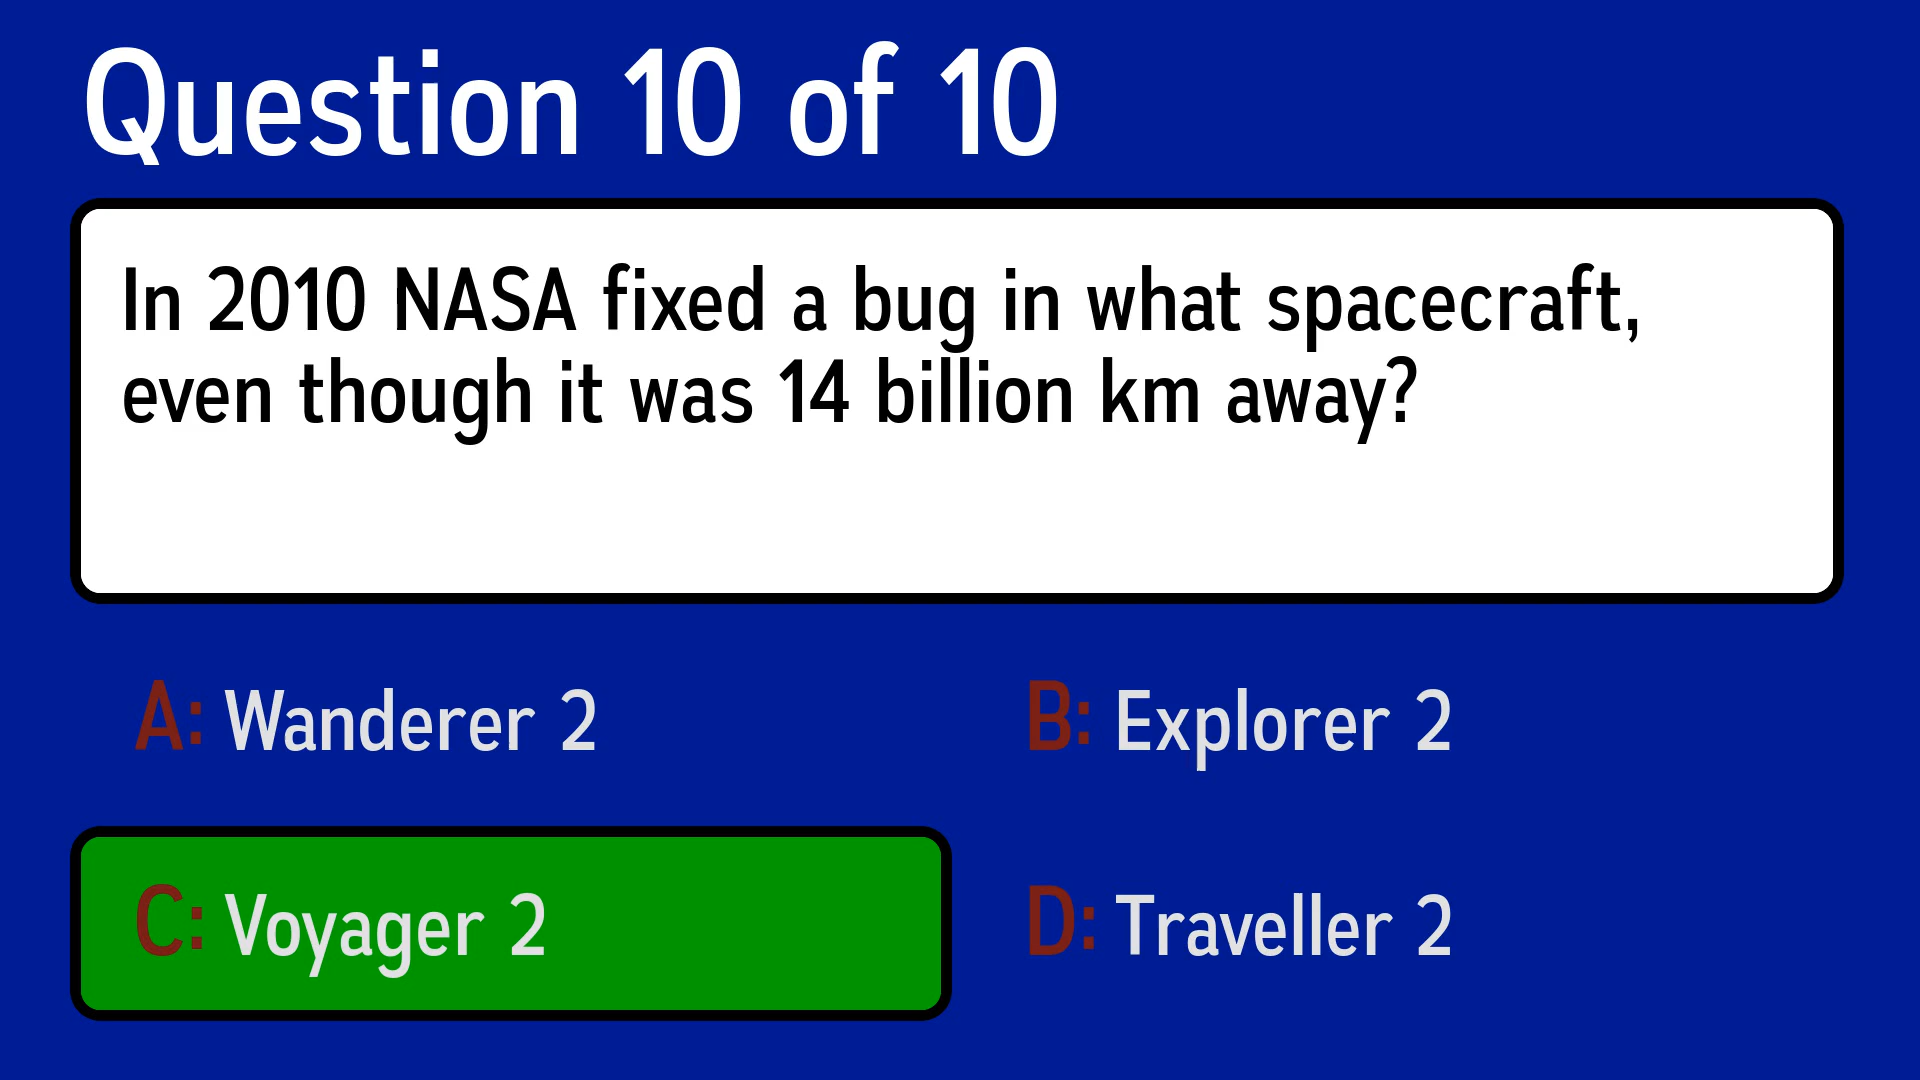 Question 10 of 10
In 2010 NASA fixed a bug in what spacecraft,
even though it was 14 billion km away?
A: Wanderer 2
B: Explorer 2
C: Voyager 2
D: Traveller 2